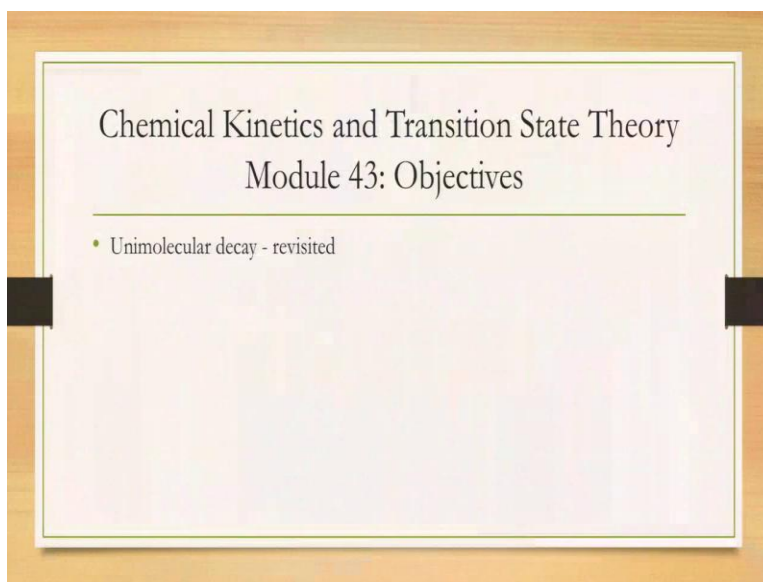 Chemical Kinetics and Transition State Theory
Module 43: Objectives
• Unimolecular decay - revisited